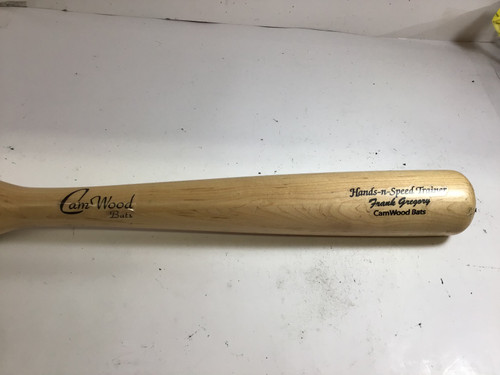 CamWood
Bats
Hands-n-Speed Trainer
Frank Gregory
CamWood Bats